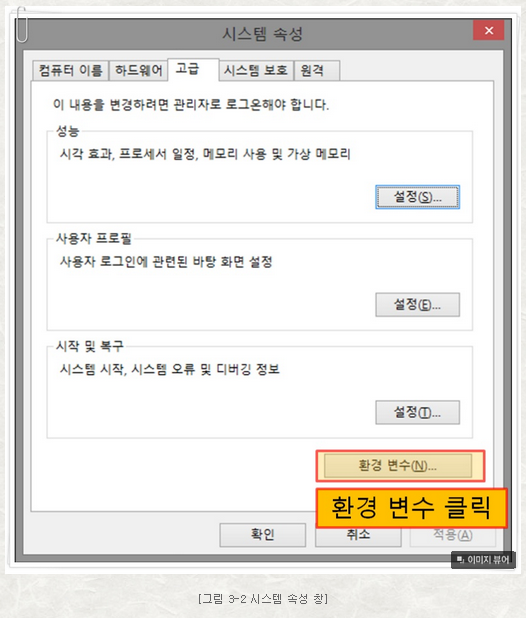 시스템 속성
컴퓨터 이름 하드웨어 고급 시스템 보호 원격
이 내용을 변경하려면 관리자로 로그온해야 합니다.
성능
시각 효과, 프로세서 일정, 메모리 사용 및 가상 메모리
설정(S)...
사용자 프로필
사용자 로그인에 관련된 바탕 화면 설정
설정(E)...
시작 및 복구
시스템 시작, 시스템 오류 및 디버깅 정보
설정(T)...
환경 변수(N)...
환경 변수 클릭
확인 취소 적용(A)
이미지 뷰어
[그림 3-2 시스템 속성 창]